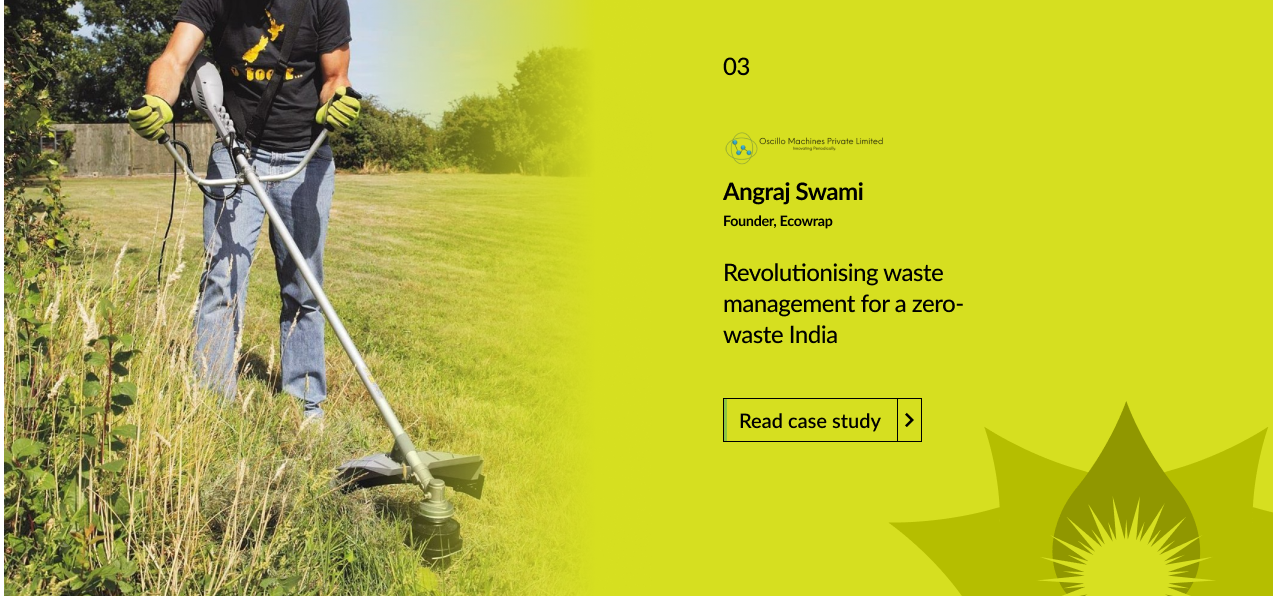 03
Oscillo Machines Private Limited
Innovating Periodically
Angraj Swami
Founder, Ecowrap
Revolutionising waste
management for a zero-
waste India
Read case study